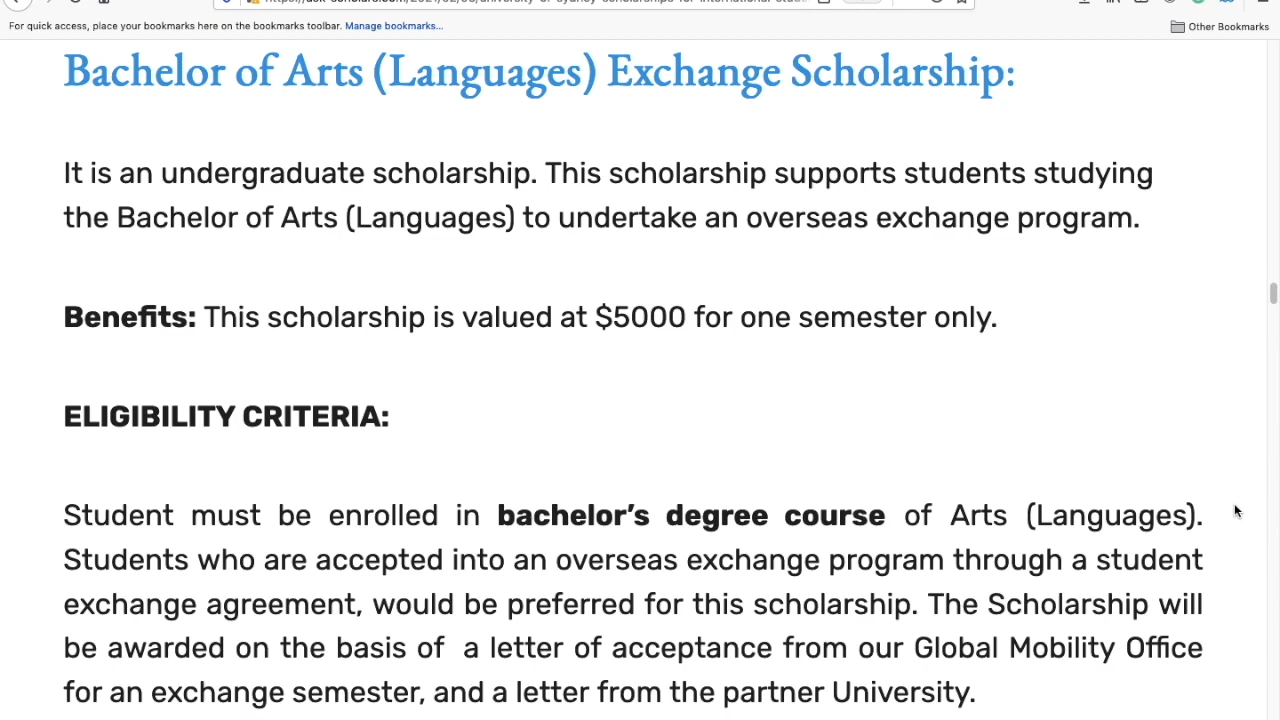 For quick access, place your bookmarks here on the bookmarks toolbar. Manage bookmarks...
Other Bookmarks
Bachelor of Arts (Languages) Exchange Scholarship:
It is an undergraduate scholarship. This scholarship supports students studying
the Bachelor of Arts (Languages) to undertake an overseas exchange program.
Benefits: This scholarship is valued at $5000 for one semester only.
ELIGIBILITY CRITERIA:
Student must be enrolled in bachelor's degree course of Arts (Languages).
Students who are accepted into an overseas exchange program through a student
exchange agreement, would be preferred for this scholarship. The Scholarship will
be awarded on the basis of a letter of acceptance from our Global Mobility Office
for an exchange semester, and a letter from the partner University.